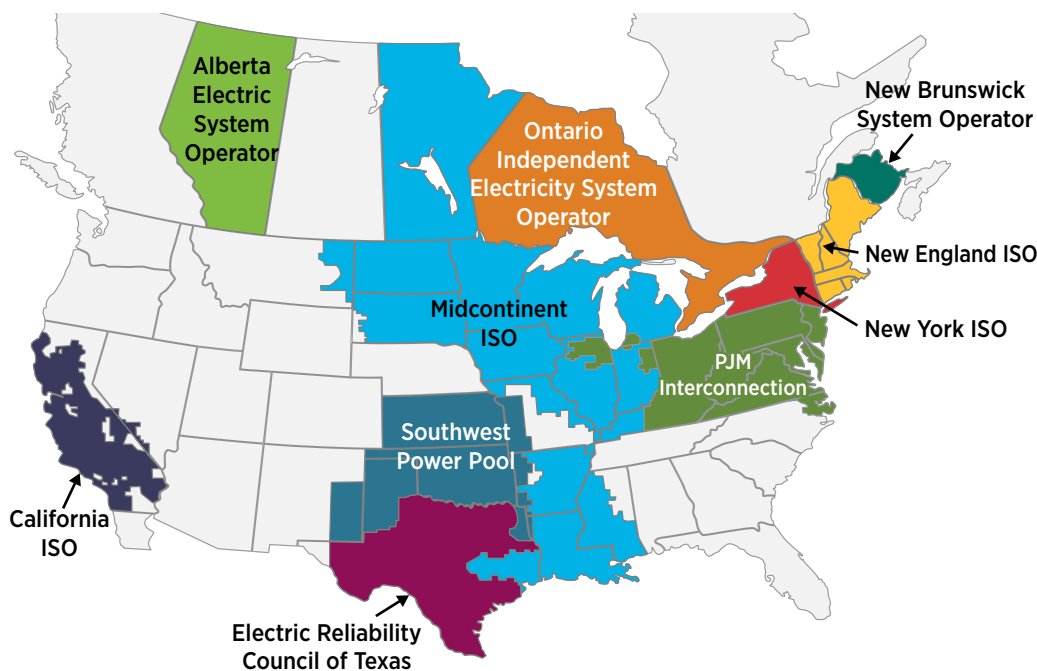 Alberta
Electric
System
Operator
New Brunswick
System Operator
Ontario
Independent
Electricity System
Operator
New England ISO
Midcontinent
ISO
New York ISO
PJM
Interconnection
Southwest
Power Pool
California
ISO
Electric Reliability
Council of Texas